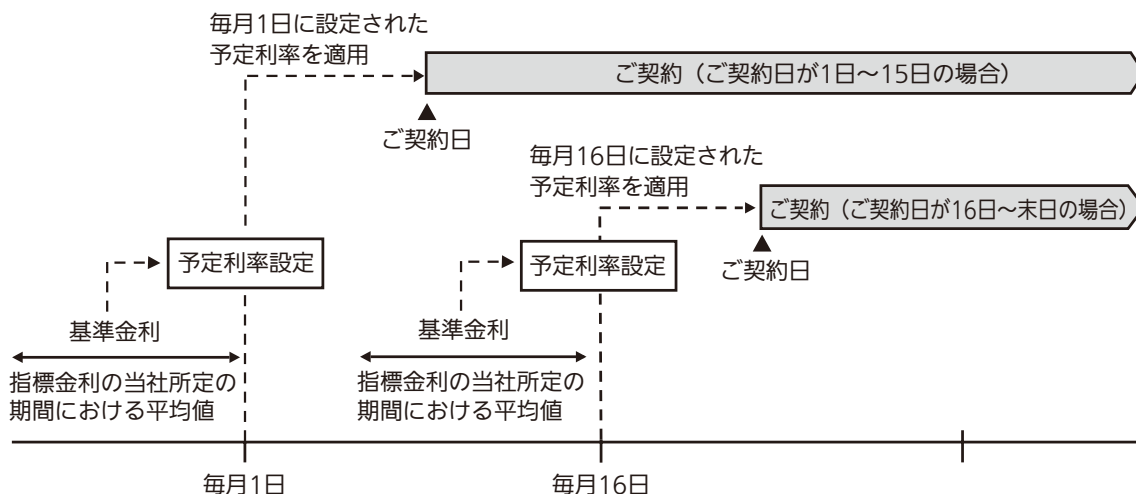 毎月1日に設定された
予定利率を適用
ご契約（ご契約日が1日～15日の場合）
ご契約日
毎月16日に設定された
予定利率を適用
ご契約（ご契約日が16日～末日の場合）
ご契約日
予定利率設定
予定利率設定
基準金利
基準金利
指標金利の当社所定の
期間における平均値
指標金利の当社所定の
期間における平均値
毎月1日
毎月16日